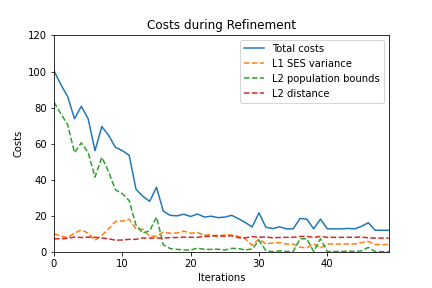 Costs during Refinement
120
100
80
60
40
20
0
Costs
Total costs
L1 SES variance
L2 population bounds
L2 distance
0 10 20 30 40
Iterations